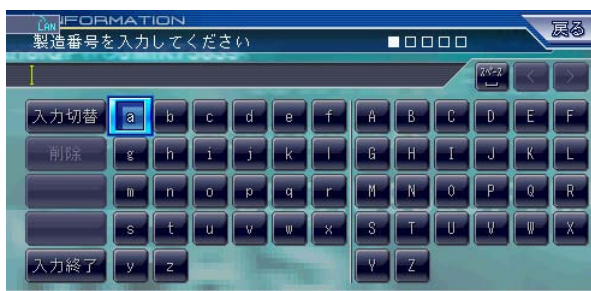 LAN INFORMATION
戻る
製造番号を入力してください ■□□□□
スペース < >
入力切替 a b c d e f A B C D E F
削除 g h i j k l G H I J K L
m n o p q r M N O P Q R
s t u v w x S T U V W X
入力終了 y z Y Z